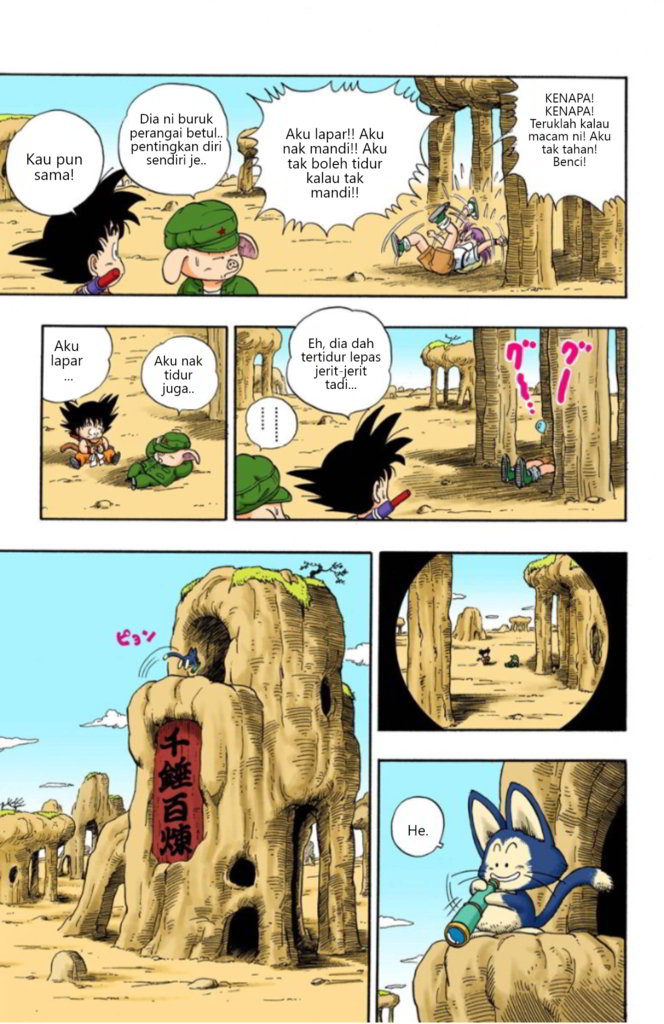 KENAPA!
KENAPA!
Teruklah kalau
macam ni! Aku
tak tahan!
Benci!
Aku lapar!! Aku
nak mandi!! Aku
tak boleh tidur
kalau tak
mandi!!
Dia ni buruk
perangai betul..
pentingkan diri
sendiri je..
Kau pun
sama!
グー
グ〜…
Eh, dia dah
tertidur lepas
jerit-jerit
tadi...
..........
Aku nak
tidur
juga..
Aku
lapar
...
ピョン
千錘百煉
He.